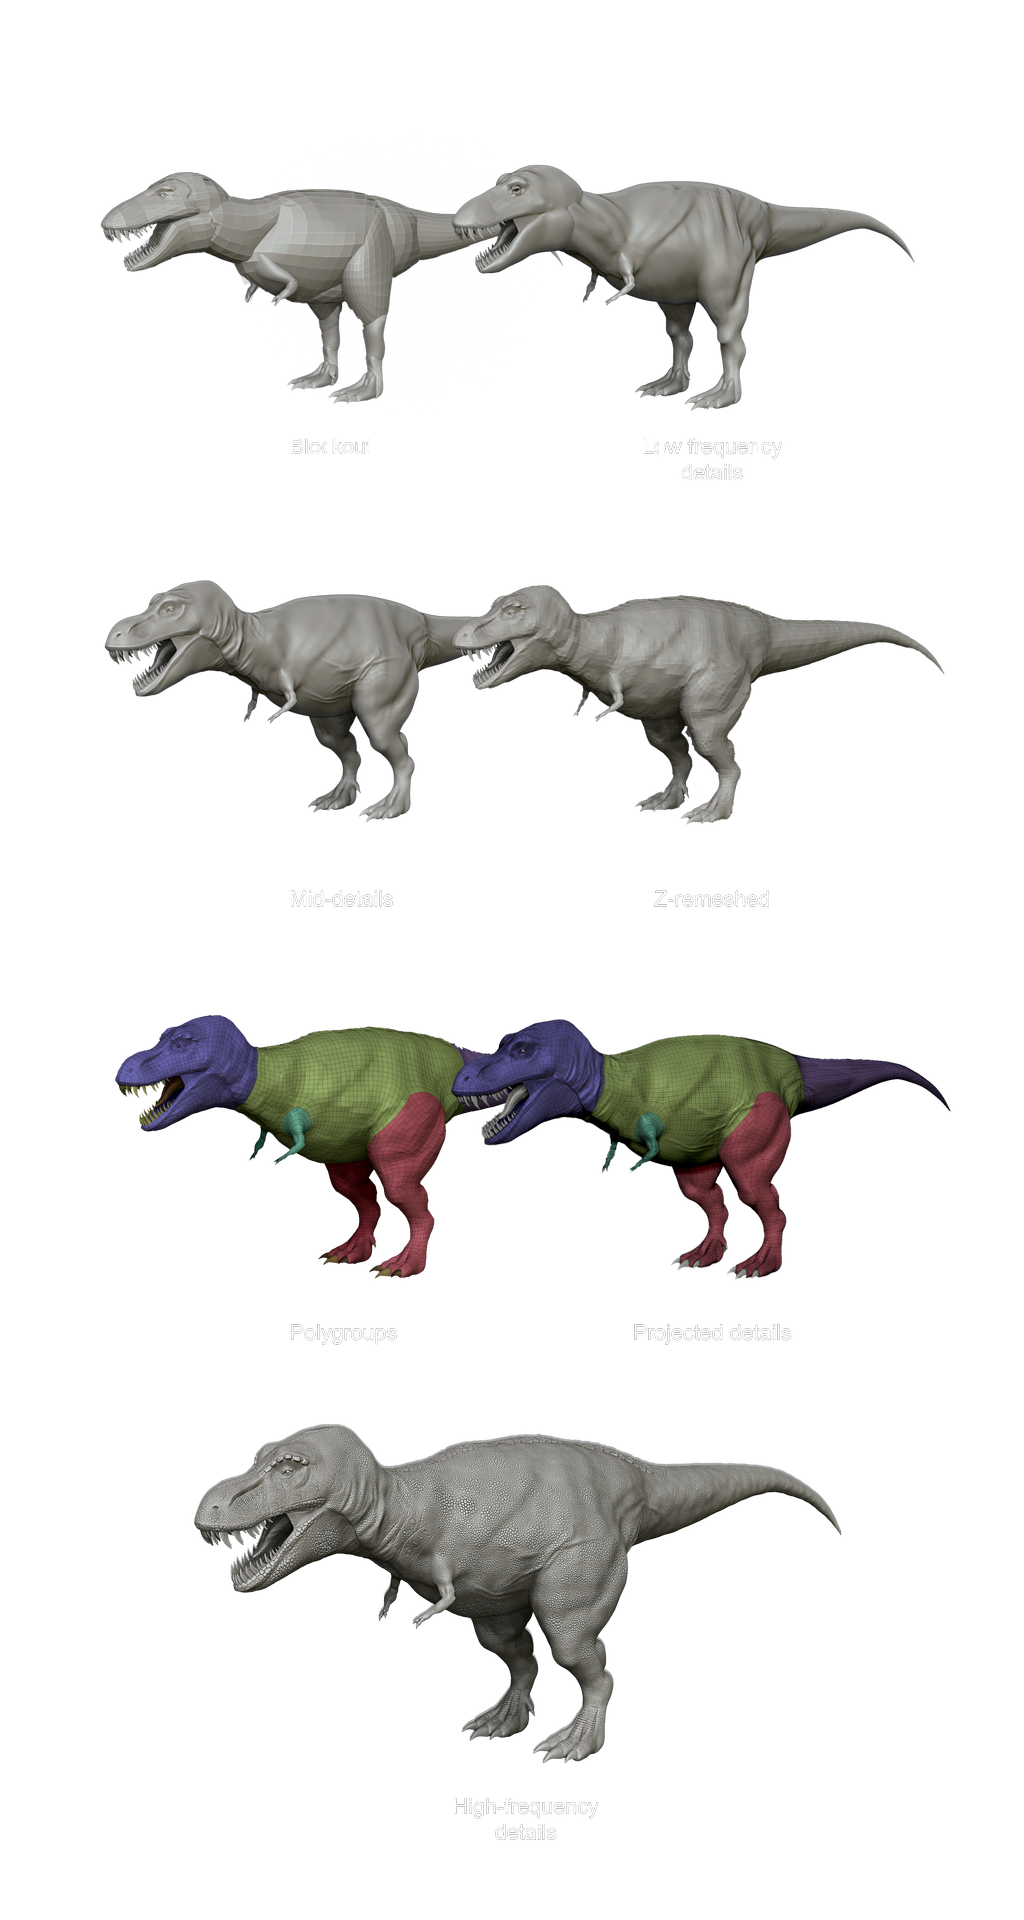 Blockout
Low frequency
details
Mid-details
Z-remeshed
Polygroups
Projected details
High-frequency
details